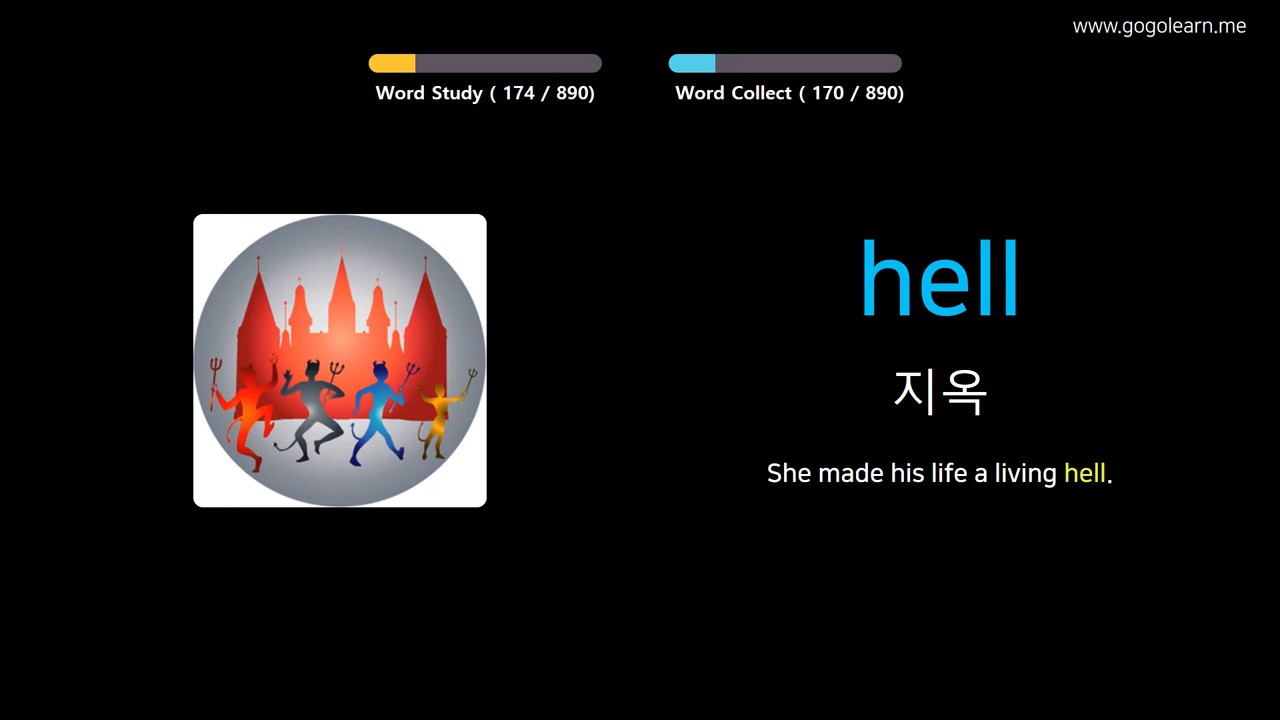 www.gogolearn.me
Word Study ( 174 / 890)
Word Collect ( 170 / 890)
hell
지옥
She made his life a living hell.